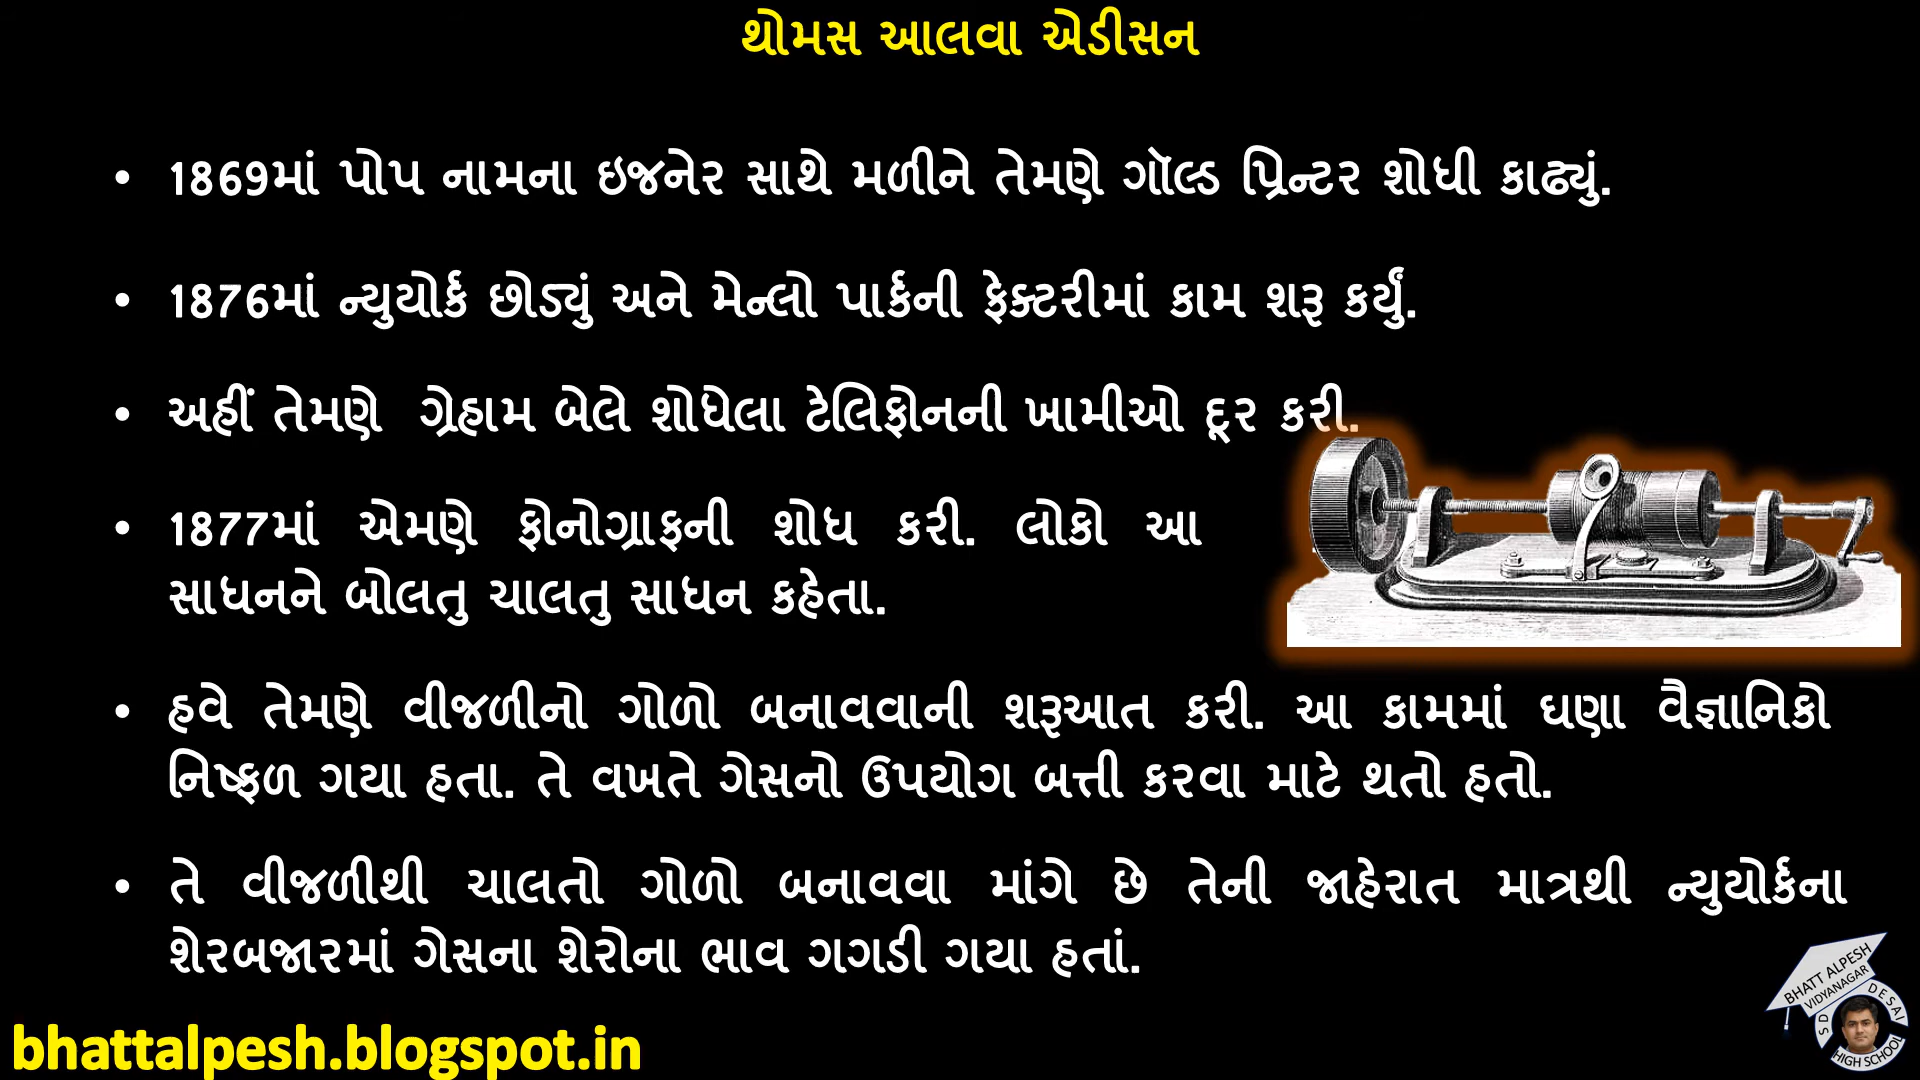 થોમસ આલવા એડીસન
• 1869માં પોપ નામના ઇજનેર સાથે મળીને તેમણે ગૉલ્ડ પ્રિન્ટર શોધી કાઢ્યું.
• 1876માં ન્યુયોર્ક છોડ્યું અને મેન્લો પાર્કની ફેક્ટરીમાં કામ શરૂ કર્યું.
• અહીં તેમણે ગ્રેહામ બેલે શોધેલા ટેલિફોનની ખામીઓ દૂર કરી.
• 1877માં એમણે ફોનોગ્રાફની શોધ કરી. લોકો આ
સાધનને બોલતુ ચાલતુ સાધન કહેતા.
• હવે તેમણે વીજળીનો ગોળો બનાવવાની શરૂઆત કરી. આ કામમાં ઘણા વૈજ્ઞાનિકો
નિષ્ફળ ગયા હતા. તે વખતે ગેસનો ઉપયોગ બત્તી કરવા માટે થતો હતો.
• તે વીજળીથી ચાલતો ગોળો બનાવવા માંગે છે તેની જાહેરાત માત્રથી ન્યુયોર્કના
શેરબજારમાં ગેસના શેરોના ભાવ ગગડી ગયા હતાં.
BHATT ALPESH
VIDYANAGAR
SD DESAI
HIGH SCHOOL
bhattalpesh.blogspot.in